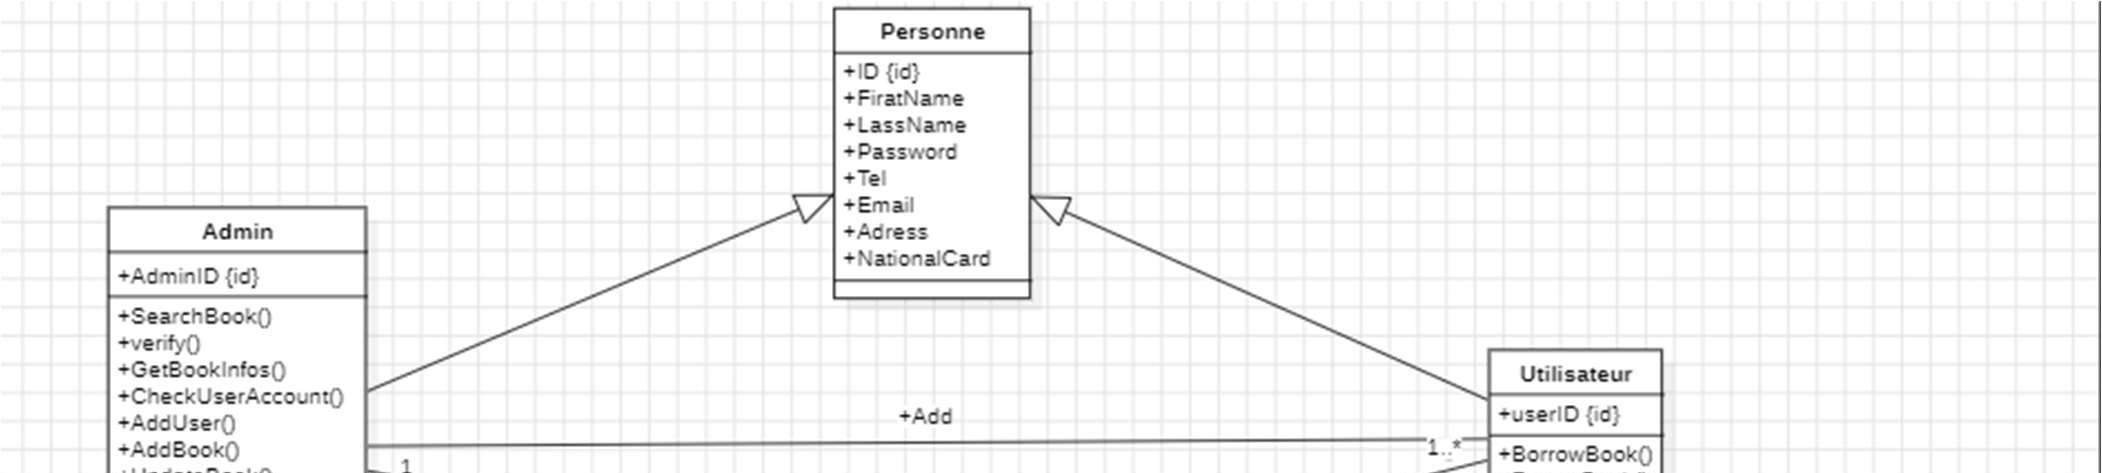 Personne
+ID {id}
+FiratName
+LassName
+Password
+Tel
+Email
+Adress
+NationalCard
Admin
+AdminID {id}
+SearchBook()
+verify()
+GetBookInfos()
+CheckUserAccount()
+AddUser()
+AddBook()
+Add
1
1..*
Utilisateur
+userID {id}
+BorrowBook()